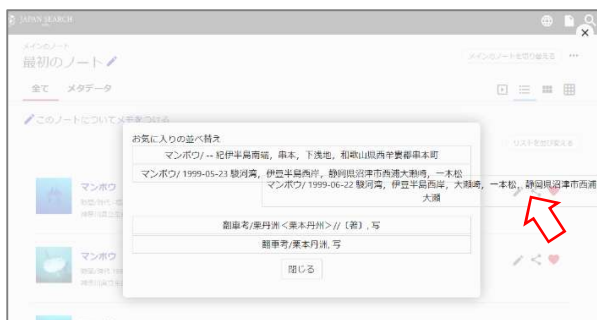 JAPAN SEARCH
メインのノート
最初のノート
メインのノートを切り替える
全て メタデータ
このノートについてメモをつける
リストを並び替える
お気に入りの並べ替え
マンボウ/ -- 紀伊半島南端，串本，下浅地，和歌山県西牟婁郡串本町
マンボウ/ 1999-05-23 駿河湾，伊豆半島西岸，静岡県沼津市西浦大瀬崎，一本松
マンボウ/ 1999-06-22 駿河湾，伊豆半島西岸，大瀬崎，一本松，静岡県沼津市西浦
大瀬
翻車考/栗丹洲＜栗本丹州＞//〔著〕, 写
翻車考/栗本丹洲, 写
閉じる
マンボウ
マンボウ